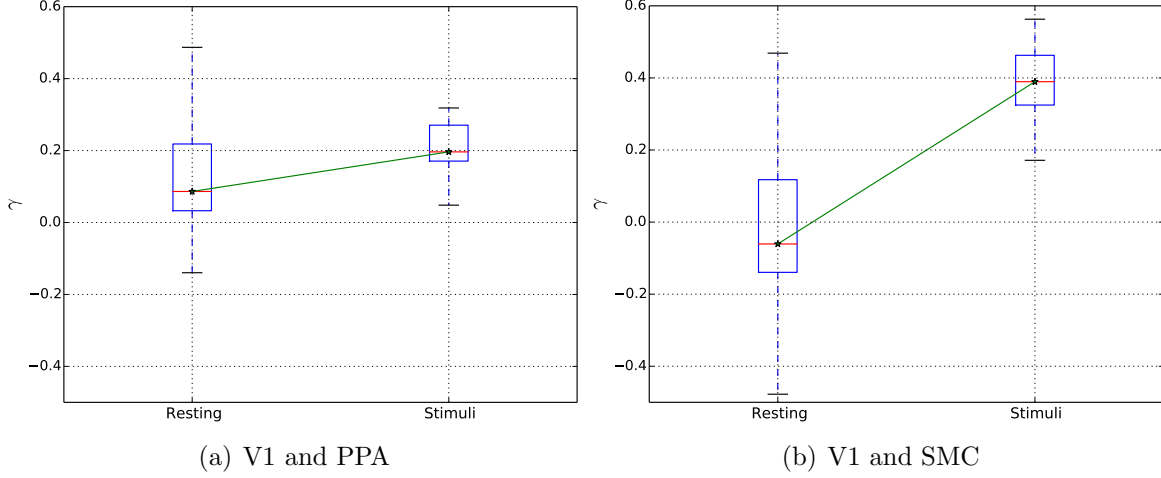 0.6
0.4
0.2
0.0
−0.2
−0.4
γ
Resting
Stimuli
(a) V1 and PPA
0.6
0.4
0.2
0.0
−0.2
−0.4
γ
Resting
Stimuli
(b) V1 and SMC